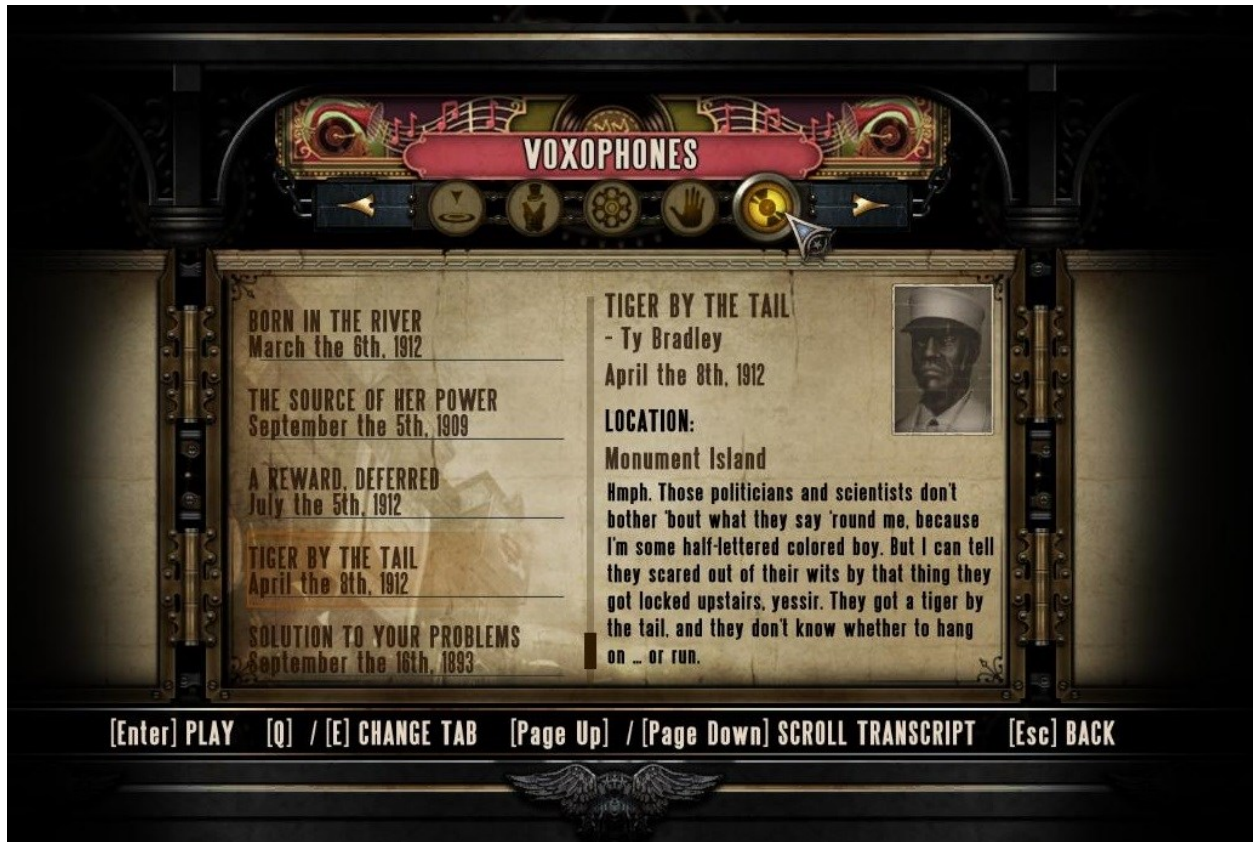 VOXOPHONES
BORN IN THE RIVER
March the 6th, 1912
THE SOURCE OF HER POWER
September the 5th, 1909
A REWARD, DEFERRED
July the 5th, 1912
TIGER BY THE TAIL
April the 8th, 1912
SOLUTION TO YOUR PROBLEMS
September the 16th, 1893
TIGER BY THE TAIL
- Ty Bradley
April the 8th, 1912
LOCATION:
Monument Island
Hmph. Those politicians and scientists don't
bother 'bout what they say 'round me, because
I'm some half-lettered colored boy. But I can tell
they scared out of their wits by that thing they
got locked upstairs, yessir. They got a tiger by
the tail, and they don't know whether to hang
on ... or run.
[Enter] PLAY [Q] / [E] CHANGE TAB [Page Up] / [Page Down] SCROLL TRANSCRIPT [Esc] BACK